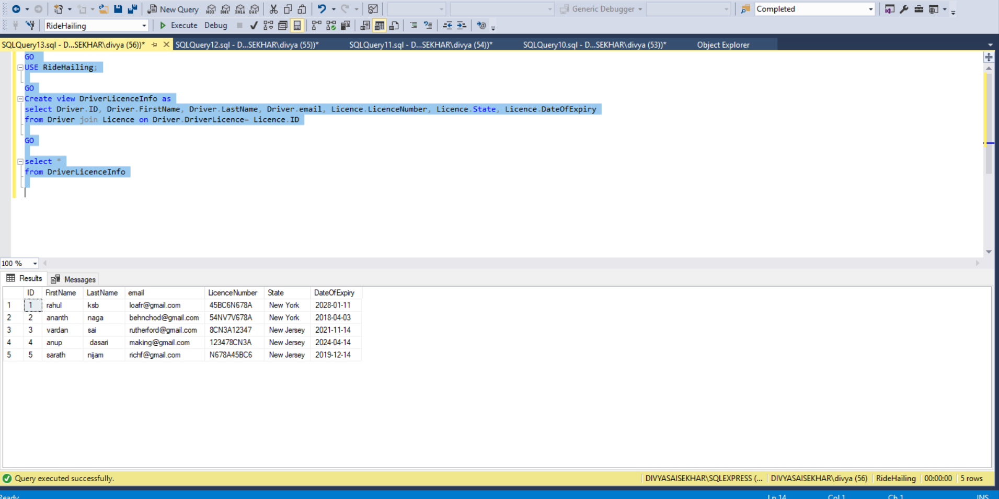 New Query MDX DMX XMLA DAX Generic Debugger Completed
RideHailing Execute Debug
SQLQuery13.sql - D...SEKHAR\divya (56))* SQLQuery12.sql - D...SEKHAR\divya (55))* SQLQuery11.sql - D...SEKHAR\divya (54))* SQLQuery10.sql - D...SEKHAR\divya (53))* Object Explorer
GO
USE RideHailing;
GO
Create view DriverLicenceInfo as
select Driver.ID, Driver.FirstName, Driver.LastName, Driver.email, Licence.LicenceNumber, Licence.State, Licence.DateOfExpiry
from Driver join Licence on Driver.DriverLicence= Licence.ID
GO
select *
from DriverLicenceInfo
100 %
Results Messages
ID FirstName LastName email LicenceNumber State DateOfExpiry
1 1 rahul ksb loafr@gmail.com 45BC6N678A New York 2028-01-11
2 2 ananth naga behnchod@gmail.com 54NV7V678A New York 2018-04-03
3 3 vardan sai rutherford@gmail.com 8CN3A12347 New Jersey 2021-11-14
4 4 anup dasari making@gmail.com 123478CN3A New Jersey 2024-04-14
5 5 sarath nijam richf@gmail.com N678A45BC6 New Jersey 2019-12-14
Query executed successfully. DIVYASAISEKHAR\SQLEXPRESS (... DIVYASAISEKHAR\divya (56) RideHailing 00:00:00 5 rows
Ready Ln 14 Col 1 Ch 1 INS